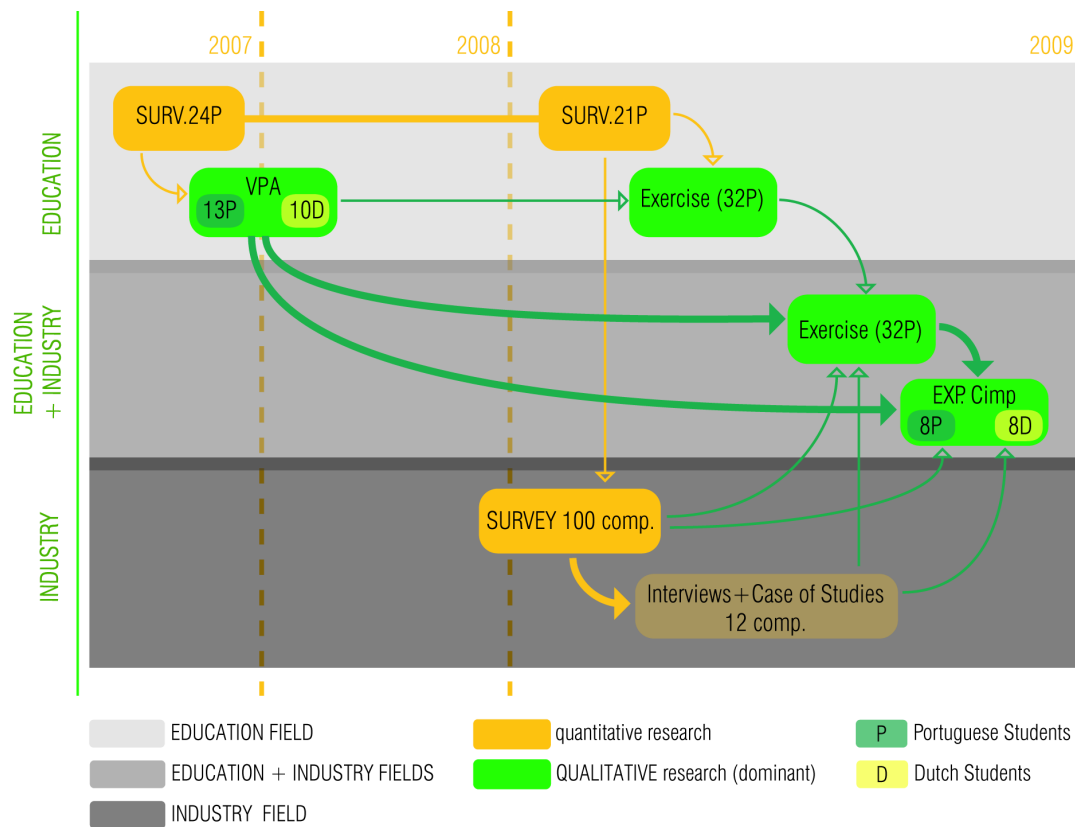 2007
2008
2009
EDUCATION
SURV.24P
SURV.21P
VPA
13P
10D
Exercise (32P)
EDUCATION
+ INDUSTRY
Exercise (32P)
EXP. Cimp
8P
8D
INDUSTRY
SURVEY 100 comp.
Interviews+Case of Studies
12 comp.
EDUCATION FIELD
EDUCATION + INDUSTRY FIELDS
INDUSTRY FIELD
quantitative research
QUALITATIVE research (dominant)
P Portuguese Students
D Dutch Students